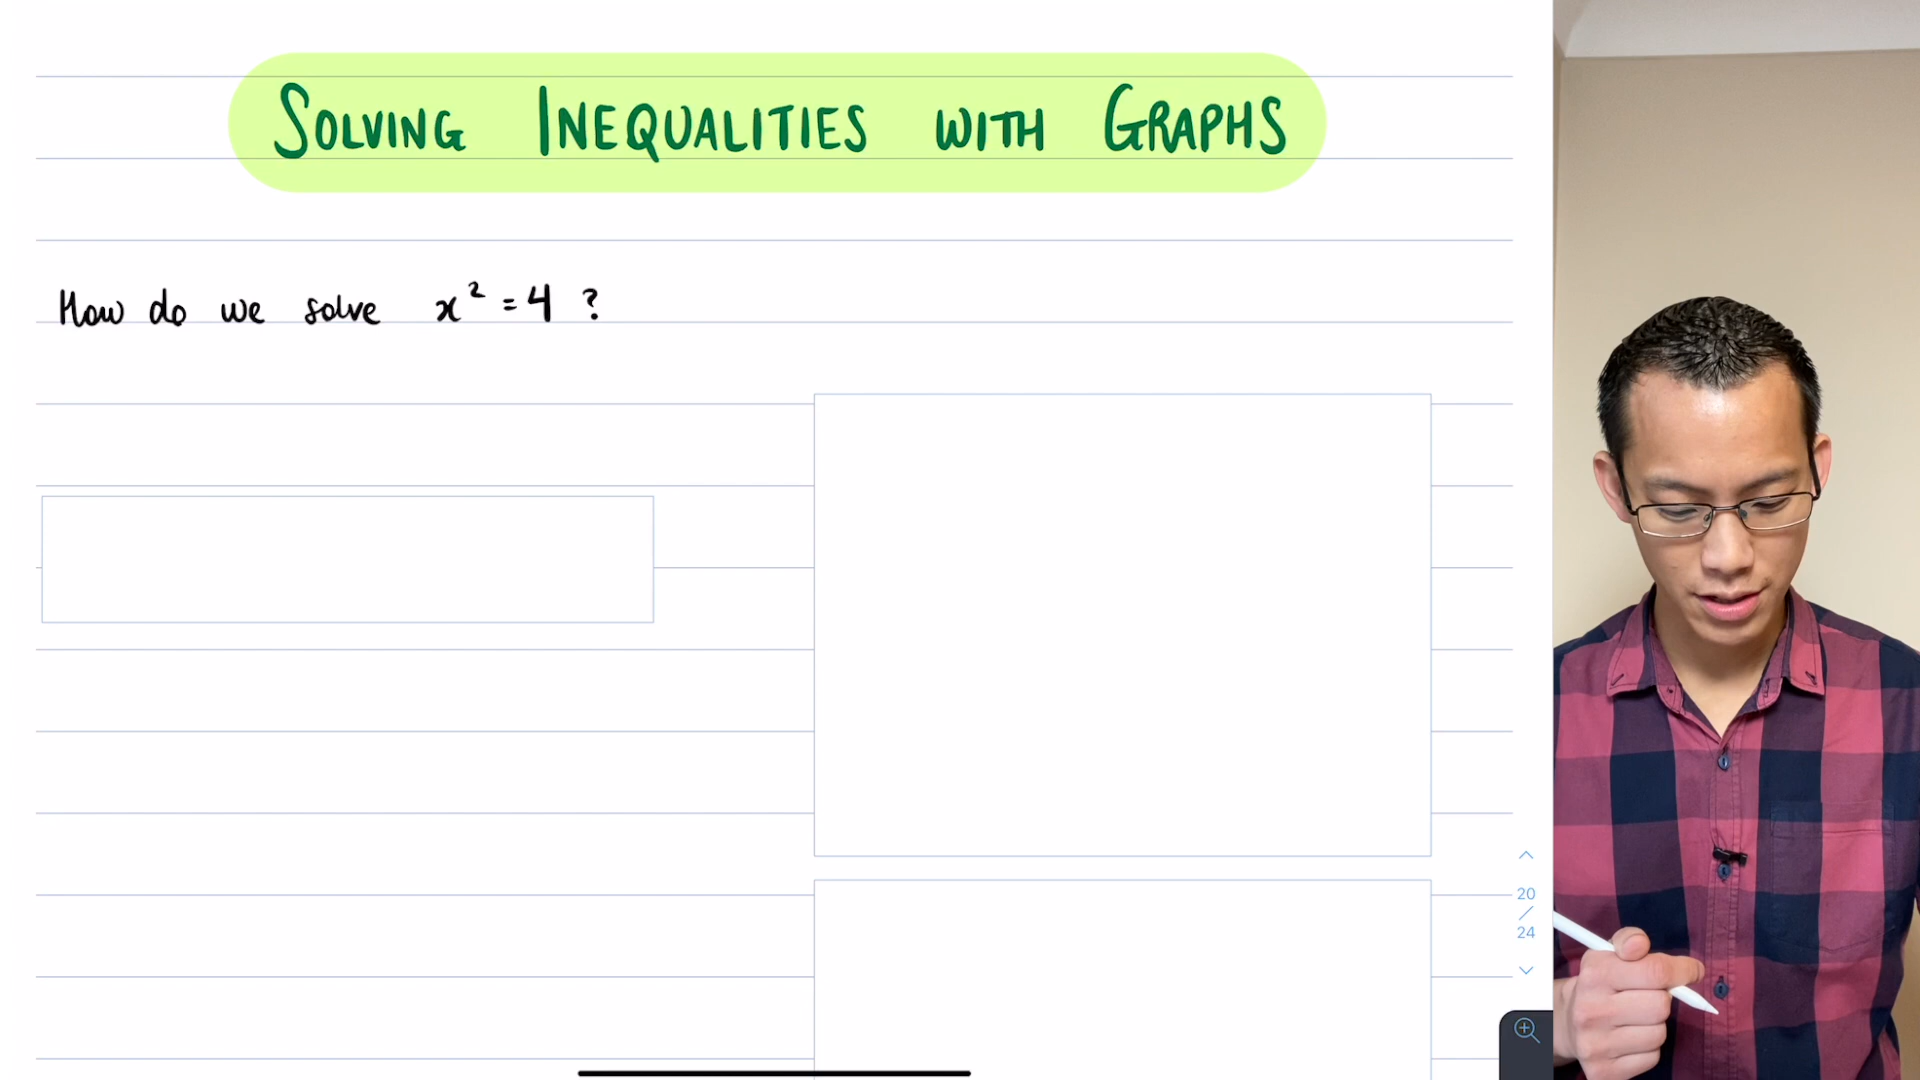 SOLVING INEQUALITIES WITH GRAPHS
How do we solve x² = 4 ?
20
/
24